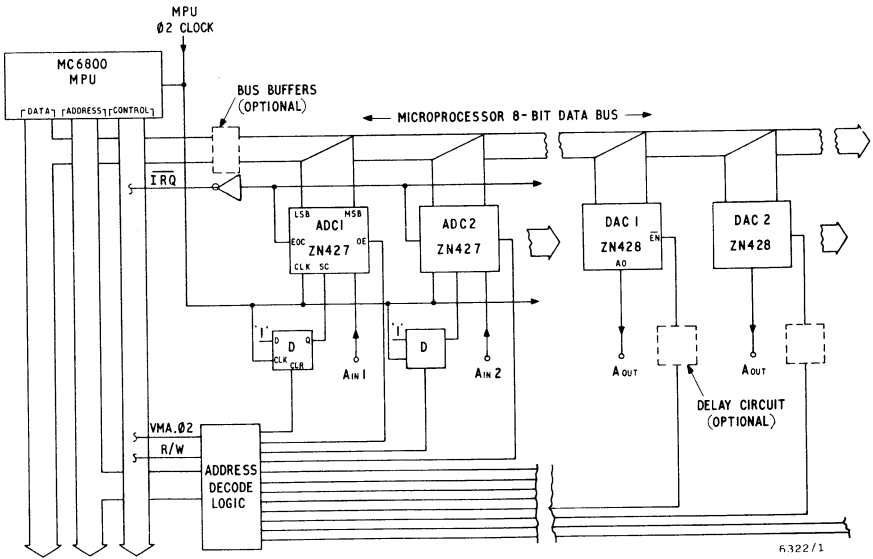 MPU
Ø2 CLOCK
MC6800
MPU
DATA ADDRESS CONTROL
BUS BUFFERS
(OPTIONAL)
MICROPROCESSOR 8-BIT DATA BUS
IRQ
LSB MSB
ADC1
EOC ZN427 OE
CLK SC
ADC2
ZN427
DAC 1
ZN428
EN
AO
DAC 2
ZN428
'1'
D D Q
CLK
CLR
'1'
D
AIN 1
AIN 2
AOUT
AOUT
DELAY CIRCUIT
(OPTIONAL)
VMA.Ø2
R/W
ADDRESS
DECODE
LOGIC
6322/1